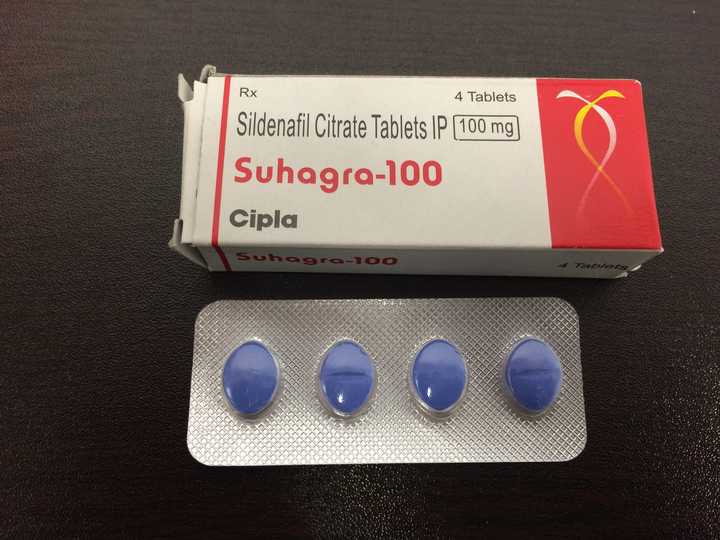 Rx
4 Tablets
Sildenafil Citrate Tablets IP 100 mg
Suhagra-100
Cipla
Suhagra-100
4 Tablets